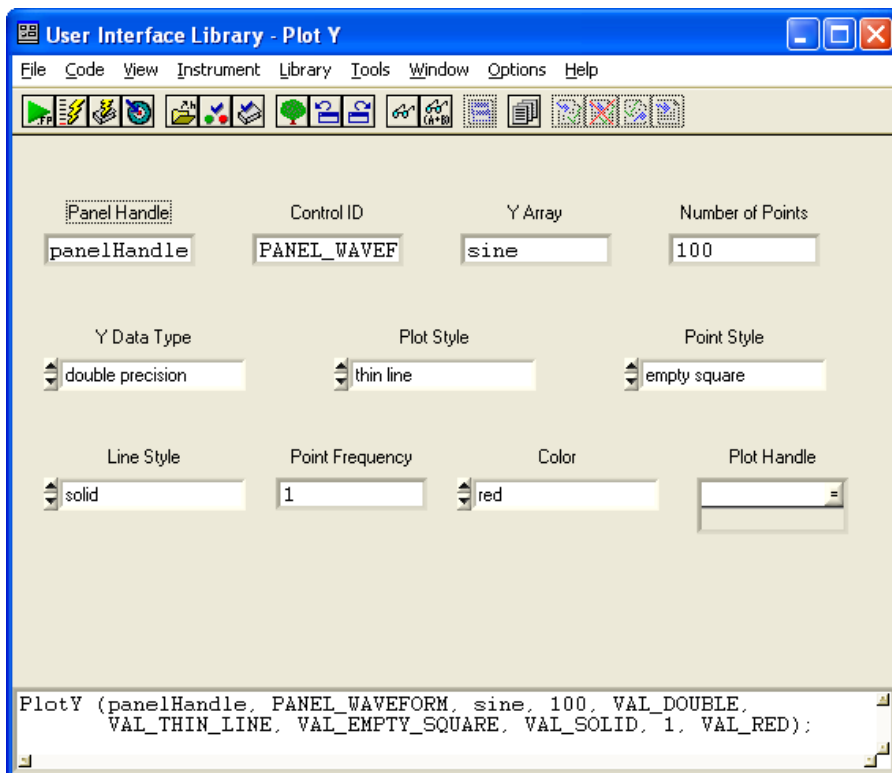 User Interface Library - Plot Y
File Code View Instrument Library Tools Window Options Help
Panel Handle Control ID Y Array Number of Points
panelHandle PANEL_WAVEF sine 100
Y Data Type Plot Style Point Style
double precision thin line empty square
Line Style Point Frequency Color Plot Handle
solid 1 red =
PlotY (panelHandle, PANEL_WAVEFORM, sine, 100, VAL_DOUBLE,
VAL_THIN_LINE, VAL_EMPTY_SQUARE, VAL_SOLID, 1, VAL_RED);